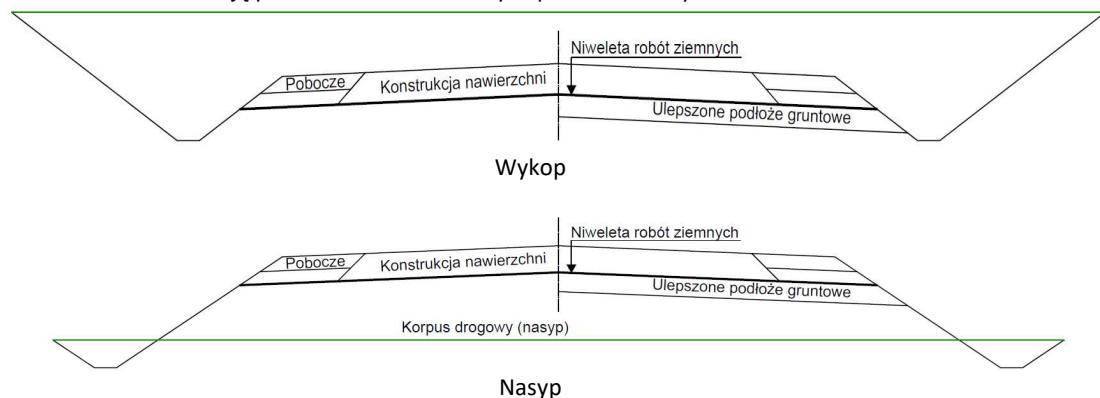 Niweleta robót ziemnych
Pobocze
Konstrukcja nawierzchni
Ulepszone podłoże gruntowe
Wykop
Niweleta robót ziemnych
Pobocze
Konstrukcja nawierzchni
Ulepszone podłoże gruntowe
Korpus drogowy (nasyp)
Nasyp